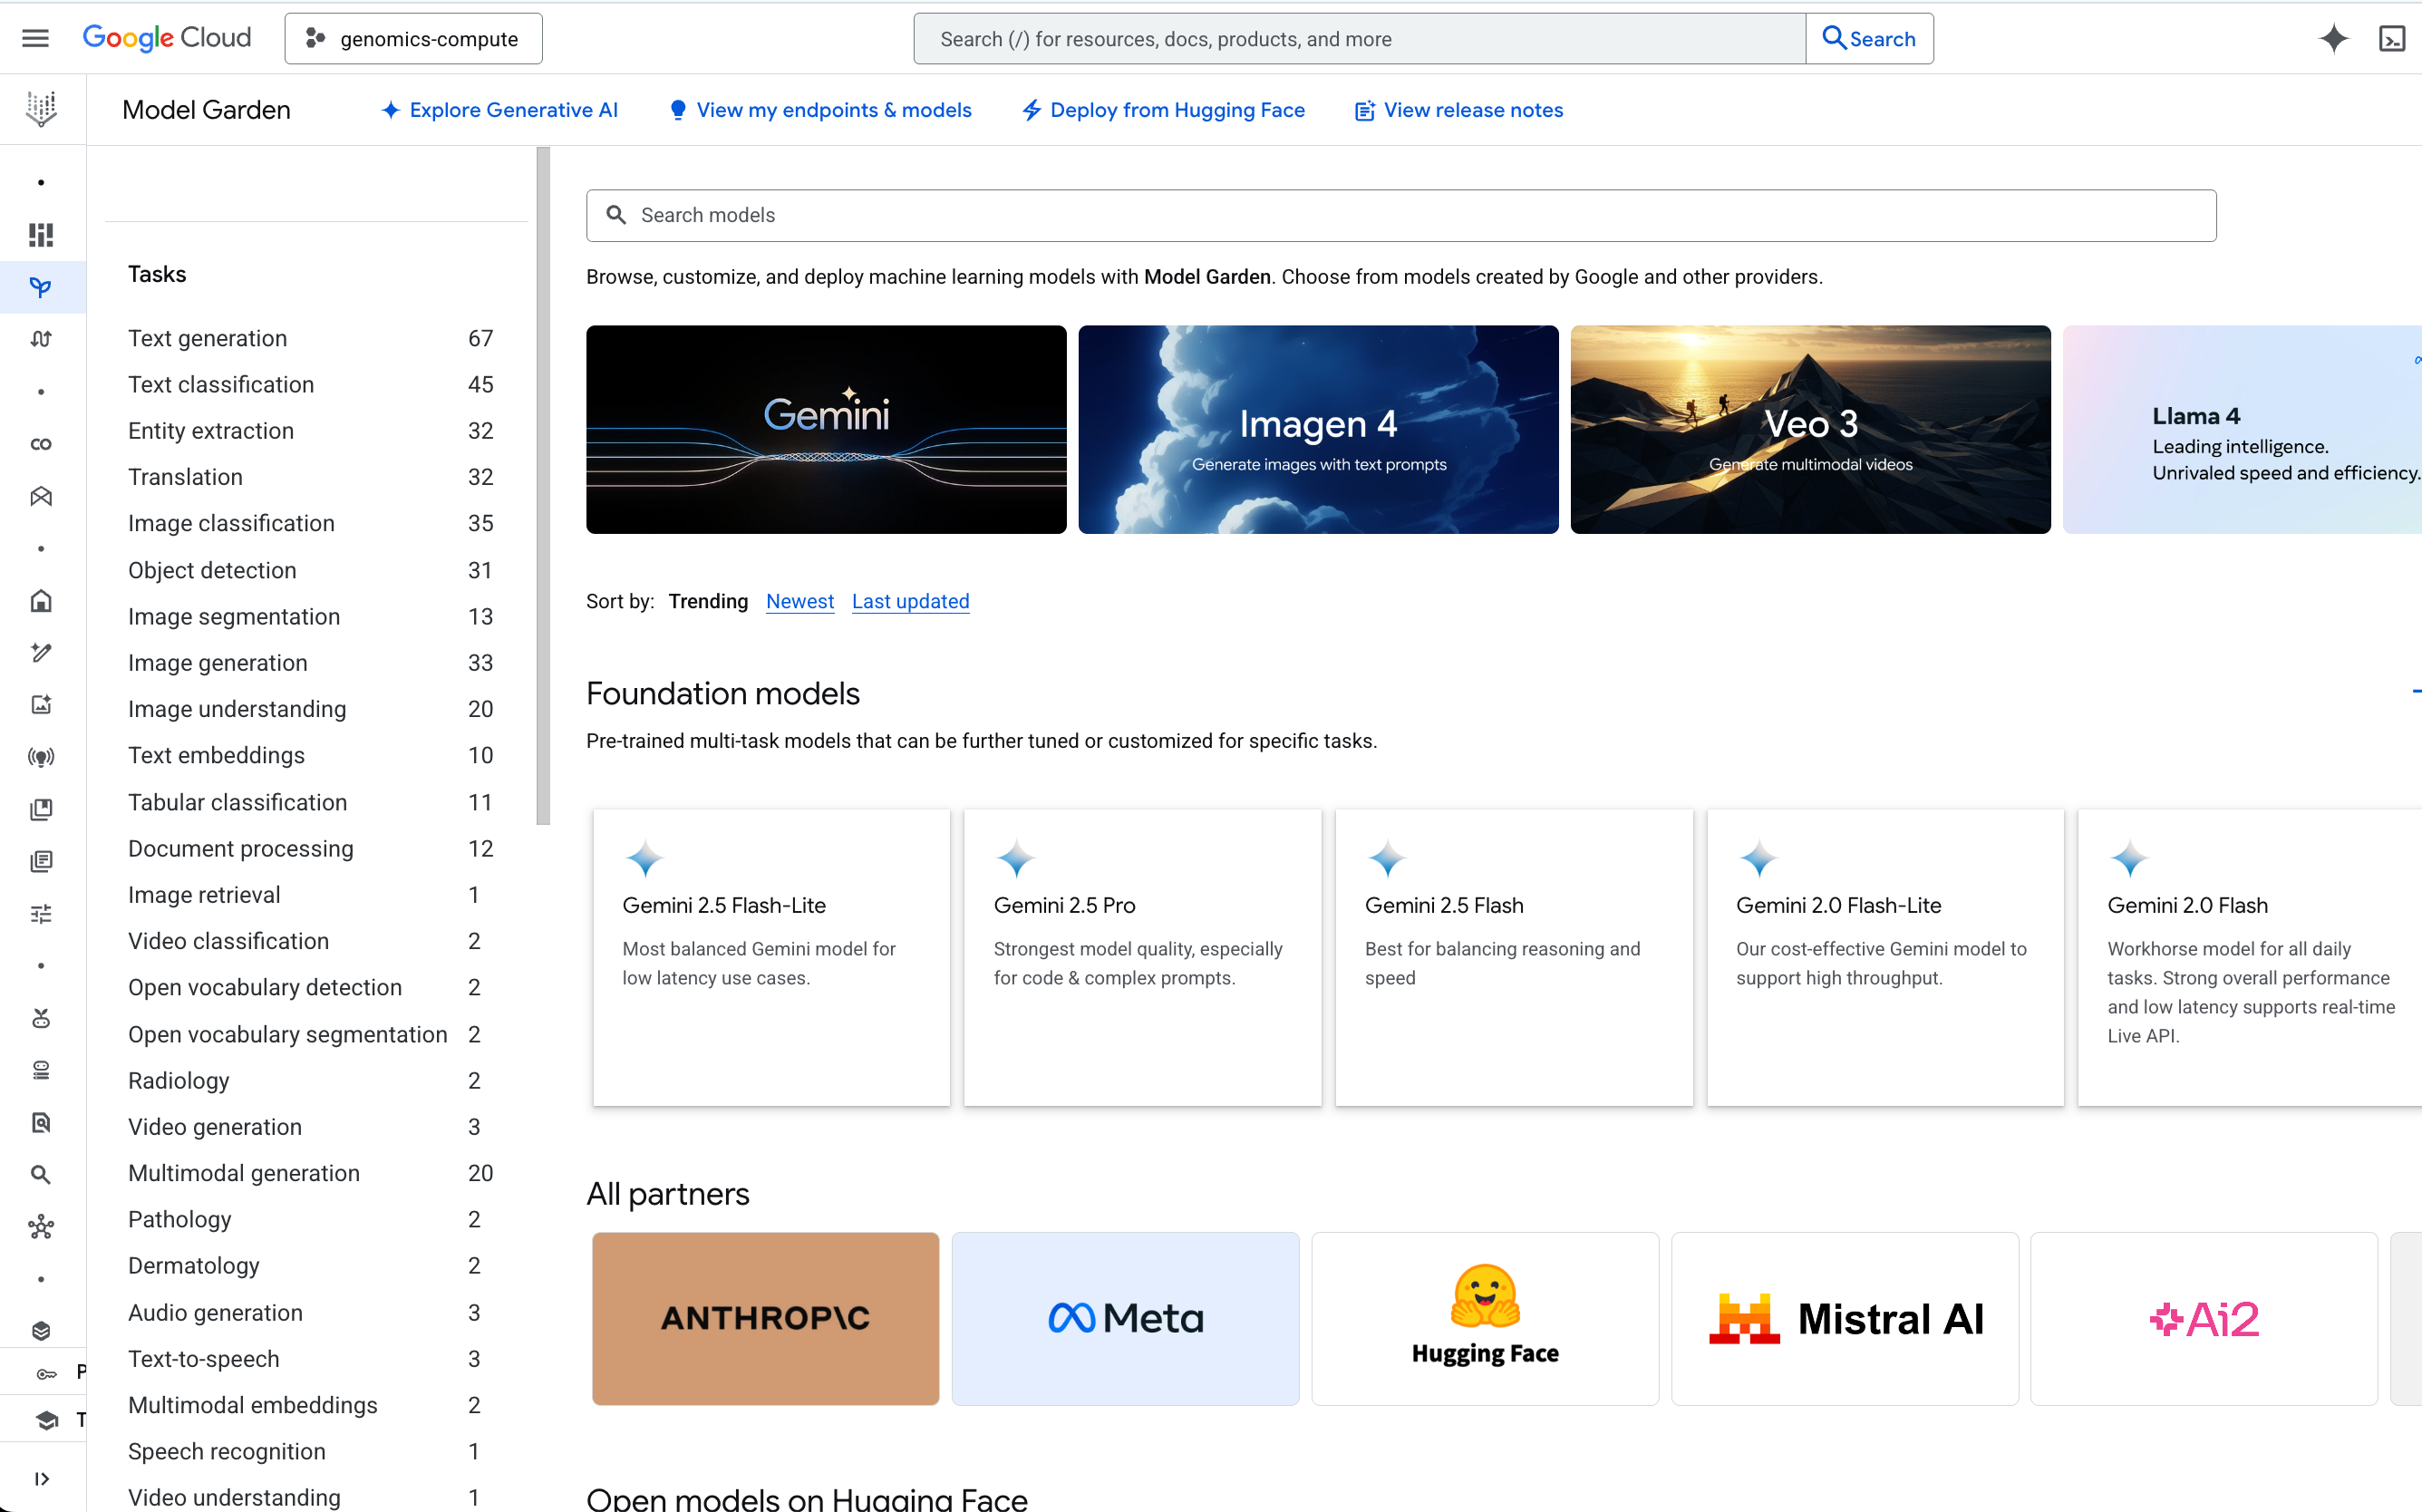 Google Cloud
genomics-compute
Search (/) for resources, docs, products, and more
Search
Model Garden
Explore Generative AI
View my endpoints & models
Deploy from Hugging Face
View release notes
Tasks
Text generation 67
Text classification 45
Entity extraction 32
Translation 32
Image classification 35
Object detection 31
Image segmentation 13
Image generation 33
Image understanding 20
Text embeddings 10
Tabular classification 11
Document processing 12
Image retrieval 1
Video classification 2
Open vocabulary detection 2
Open vocabulary segmentation 2
Radiology 2
Video generation 3
Multimodal generation 20
Pathology 2
Dermatology 2
Audio generation 3
Text-to-speech 3
Multimodal embeddings 2
Speech recognition 1
Video understanding 1
P
T
Search models
Browse, customize, and deploy machine learning models with Model Garden. Choose from models created by Google and other providers.
Gemini
Imagen 4
Generate images with text prompts
Veo 3
Generate multimodal videos
Llama 4
Leading intelligence.
Unrivaled speed and efficiency.
Sort by: Trending Newest Last updated
Foundation models
Pre-trained multi-task models that can be further tuned or customized for specific tasks.
Gemini 2.5 Flash-Lite
Most balanced Gemini model for
low latency use cases.
Gemini 2.5 Pro
Strongest model quality, especially
for code & complex prompts.
Gemini 2.5 Flash
Best for balancing reasoning and
speed
Gemini 2.0 Flash-Lite
Our cost-effective Gemini model to
support high throughput.
Gemini 2.0 Flash
Workhorse model for all daily
tasks. Strong overall performance
and low latency supports real-time
Live API.
All partners
ANTHROP\C
Meta
Hugging Face
Mistral AI
Ai2
Open models on Hugging Face